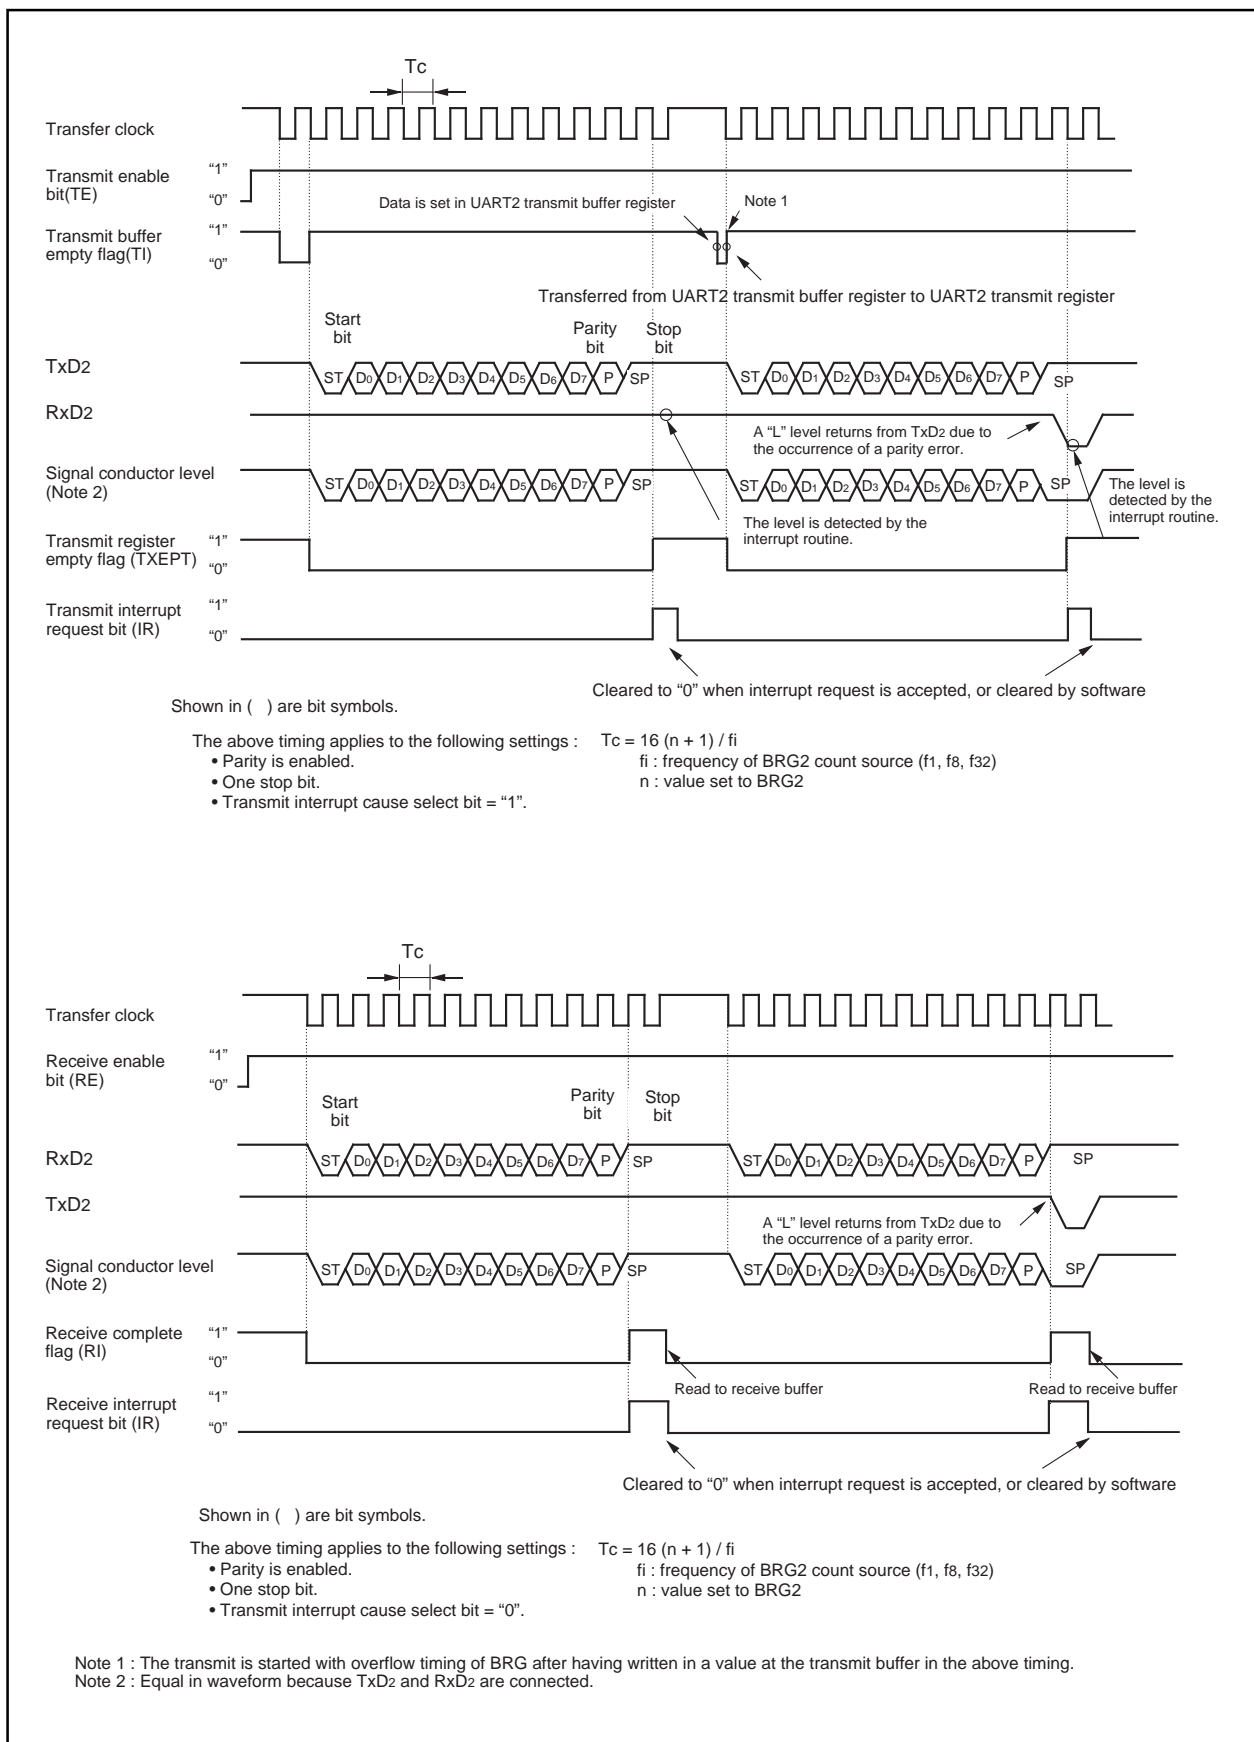 Tc
Transfer clock
Transmit enable
bit(TE)
“1”
“0”
Data is set in UART2 transmit buffer register
Note 1
Transmit buffer
empty flag(TI)
“1”
“0”
Transferred from UART2 transmit buffer register to UART2 transmit register
Start
bit
Parity
bit
Stop
bit
TxD2
ST D0 D1 D2 D3 D4 D5 D6 D7 P SP
ST D0 D1 D2 D3 D4 D5 D6 D7 P SP
RxD2
A “L” level returns from TxD2 due to
the occurrence of a parity error.
Signal conductor level
(Note 2)
ST D0 D1 D2 D3 D4 D5 D6 D7 P SP
ST D0 D1 D2 D3 D4 D5 D6 D7 P SP
The level is
detected by the
interrupt routine.
The level is detected by the
interrupt routine.
Transmit register
empty flag (TXEPT)
“1”
“0”
Transmit interrupt
request bit (IR)
“1”
“0”
Cleared to “0” when interrupt request is accepted, or cleared by software
Shown in ( ) are bit symbols.
The above timing applies to the following settings :
• Parity is enabled.
• One stop bit.
• Transmit interrupt cause select bit = “1”.
Tc = 16 (n + 1) / fi
fi : frequency of BRG2 count source (f1, f8, f32)
n : value set to BRG2
Tc
Transfer clock
Receive enable
bit (RE)
“1”
“0”
Start
bit
Parity
bit
Stop
bit
RxD2
ST D0 D1 D2 D3 D4 D5 D6 D7 P SP
ST D0 D1 D2 D3 D4 D5 D6 D7 P SP
TxD2
A “L” level returns from TxD2 due to
the occurrence of a parity error.
Signal conductor level
(Note 2)
ST D0 D1 D2 D3 D4 D5 D6 D7 P SP
ST D0 D1 D2 D3 D4 D5 D6 D7 P SP
Receive complete
flag (RI)
“1”
“0”
Read to receive buffer
Read to receive buffer
Receive interrupt
request bit (IR)
“1”
“0”
Cleared to “0” when interrupt request is accepted, or cleared by software
Shown in ( ) are bit symbols.
The above timing applies to the following settings :
• Parity is enabled.
• One stop bit.
• Transmit interrupt cause select bit = “0”.
Tc = 16 (n + 1) / fi
fi : frequency of BRG2 count source (f1, f8, f32)
n : value set to BRG2
Note 1 : The transmit is started with overflow timing of BRG after having written in a value at the transmit buffer in the above timing.
Note 2 : Equal in waveform because TxD2 and RxD2 are connected.